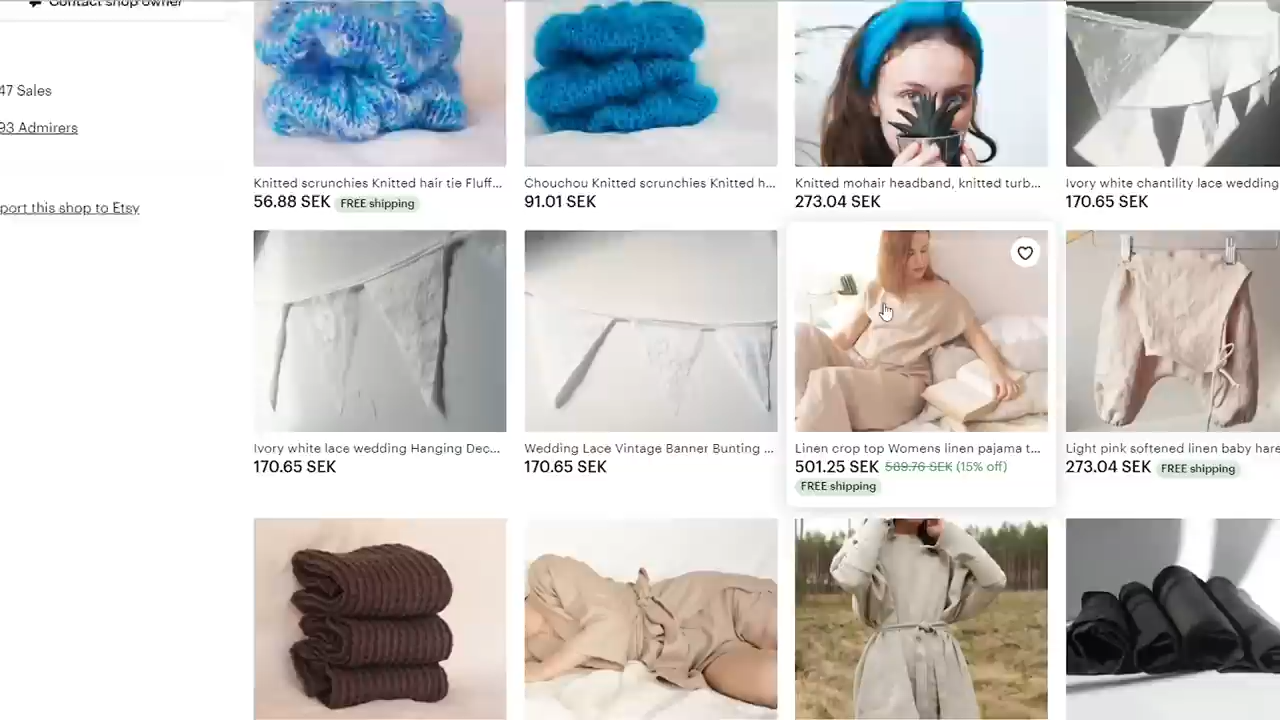 Contact shop owner
47 Sales
93 Admirers
port this shop to Etsy
Knitted scrunchies Knitted hair tie Fluff...
56.88 SEK FREE shipping
Chouchou Knitted scrunchies Knitted h...
91.01 SEK
Knitted mohair headband, knitted turb...
273.04 SEK
Ivory white chantility lace wedding
170.65 SEK
Ivory white lace wedding Hanging Dec...
170.65 SEK
Wedding Lace Vintage Banner Bunting ...
170.65 SEK
Linen crop top Womens linen pajama t...
501.25 SEK 589.76 SEK (15% off)
FREE shipping
Light pink softened linen baby hare
273.04 SEK FREE shipping